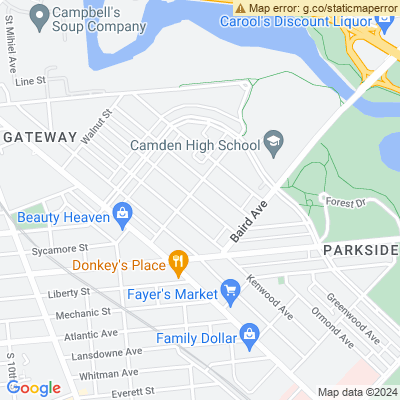 Map error: g.co/staticmaperror
Campbell's
Soup Company
Carool's Discount Liquor
St Mihiel Ave
Line St
Walnut St
GATEWAY
Camden High School
Forest Dr
Beauty Heaven
Baird Ave
Sycamore St
PARKSIDE
Donkey's Place
Liberty St
Fayer's Market
Kenwood Ave
Greenwood Ave
Mechanic St
Ormond Ave
Atlantic Ave
Family Dollar
Lansdowne Ave
S 10th
Whitman Ave
Google
Everett St
Map data ©2024